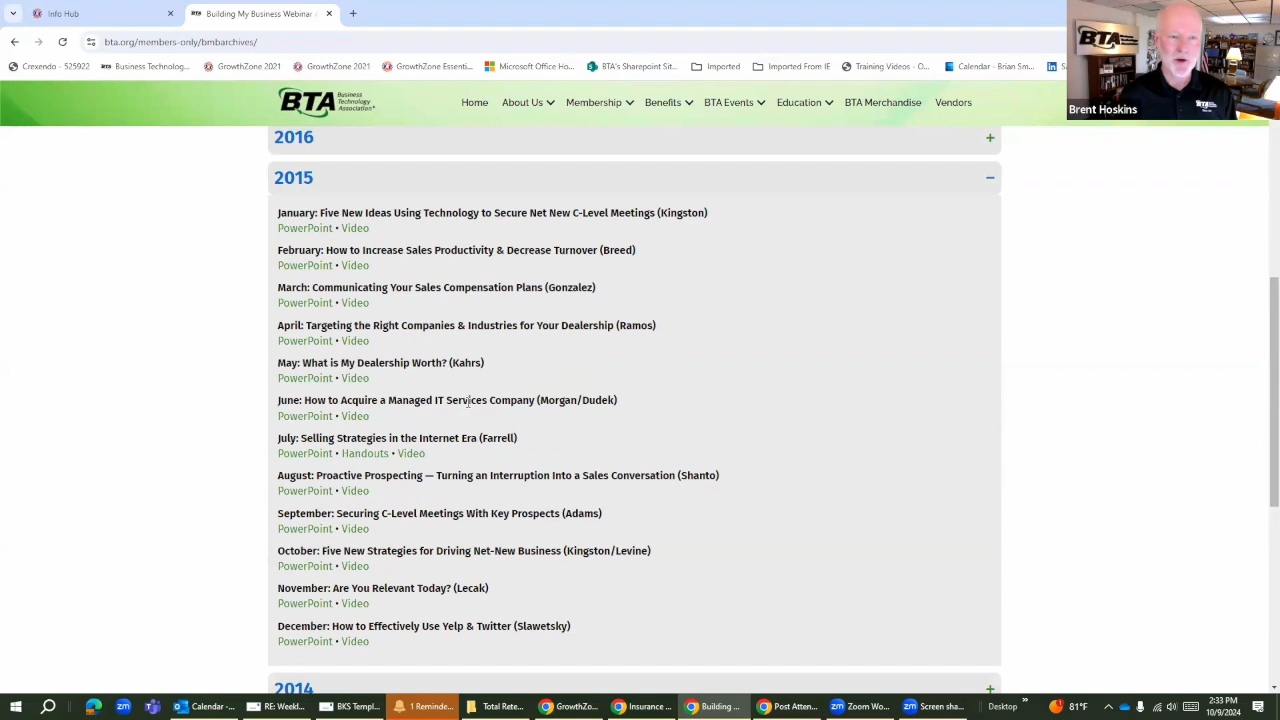 Info Hub
Building My Business Archives
bta.org/members-only/bmbarchives/
Crexendo - 525922
BTA's Business Technolog...
GrowthZone 2021
GrowthZone 2021
GrowthZone Essenti...
Microsoft Office Ho...
BTA's SharePoint Sit...
Imported
Imported From IE
Training Videos - O...
Calendar - Brian Sm...
BTA
Brent Hoskins
BTA Business Technology Association
Home
About Us
Membership
Benefits
BTA Events
Education
BTA Merchandise
Vendors
2016 +
2015 −
January: Five New Ideas Using Technology to Secure Net New C-Level Meetings (Kingston)
PowerPoint • Video
February: How to Increase Sales Productivity & Decrease Turnover (Breed)
PowerPoint • Video
March: Communicating Your Sales Compensation Plans (Gonzalez)
PowerPoint • Video
April: Targeting the Right Companies & Industries for Your Dealership (Ramos)
PowerPoint • Video
May: What is My Dealership Worth? (Kahrs)
PowerPoint • Video
June: How to Acquire a Managed IT Services Company (Morgan/Dudek)
PowerPoint • Video
July: Selling Strategies in the Internet Era (Farrell)
PowerPoint • Handouts • Video
August: Proactive Prospecting — Turning an Interruption Into a Sales Conversation (Shanto)
PowerPoint • Video
September: Securing C-Level Meetings With Key Prospects (Adams)
PowerPoint • Video
October: Five New Strategies for Driving Net-New Business (Kingston/Levine)
PowerPoint • Video
November: Are You Relevant Today? (Lecak)
PowerPoint • Video
December: How to Effectively Use Yelp & Twitter (Slawetsky)
PowerPoint • Video
2014 +
Calendar -...
RE: Weekl...
BKS Templ...
1 Reminde...
Total Rete...
GrowthZo...
Insurance ...
Building ...
Post Atten...
Zoom Wo...
Screen sha...
Desktop
81°F
2:33 PM
10/9/2024